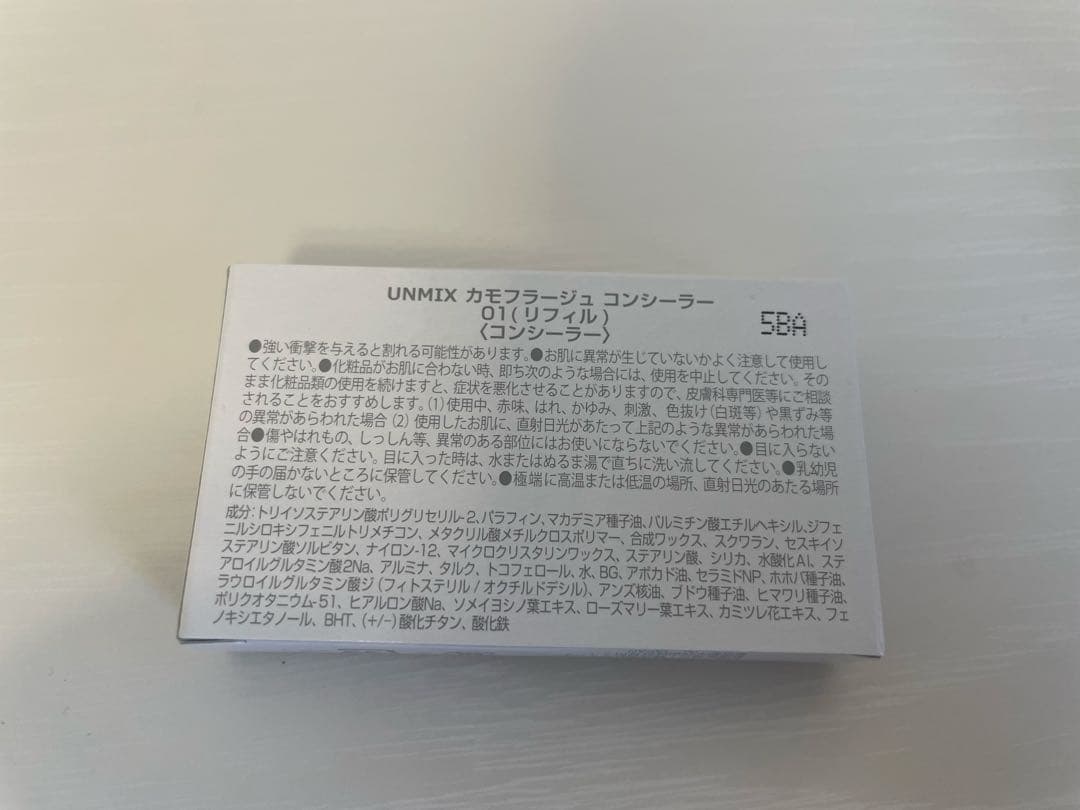 UNMIX カモフラージュ コンシーラー
01(リフィル)
〈コンシーラー〉
5BA
●強い衝撃を与えると割れる可能性があります。●お肌に異常が生じていないかよく注意して使用し
てください。●化粧品がお肌に合わない時、即ち次のような場合には、使用を中止してください。その
まま化粧品類の使用を続けますと、症状を悪化させることがありますので、皮膚科専門医等にご相談
されることをおすすめします。(1)使用中、赤味、はれ、かゆみ、刺激、色抜け(白斑等)や黒ずみ等
の異常があらわれた場合 (2) 使用したお肌に、直射日光があたって上記のような異常があらわれた場
合●傷やはれもの、しっしん等、異常のある部位にはお使いにならないでください。●目に入らない
ようにご注意ください。目に入った時は、水またはぬるま湯で直ちに洗い流してください。●乳幼児
の手の届かないところに保管してください。●極端に高温または低温の場所、直射日光のあたる場所
に保管しないでください。
成分:トリイソステアリン酸ポリグリセリル-2、パラフィン、マカデミア種子油、パルミチン酸エチルヘキシル、ジフェ
ニルシロキシフェニルトリメチコン、メタクリル酸メチルクロスポリマー、合成ワックス、スクワラン、セスキイソ
ステアリン酸ソルビタン、ナイロン-12、マイクロクリスタリンワックス、ステアリン酸、シリカ、水酸化Al、ステ
アロイルグルタミン酸2Na、アルミナ、タルク、トコフェロール、水、BG、アボカド油、セラミドNP、ホホバ種子油、
ラウロイルグルタミン酸ジ(フィトステリル/オクチルドデシル)、アンズ核油、ブドウ種子油、ヒマワリ種子油、
ポリクオタニウム-51、ヒアルロン酸Na、ソメイヨシノ葉エキス、ローズマリー葉エキス、カミツレ花エキス、フェ
ノキシエタノール、BHT、(+/-)酸化チタン、酸化鉄